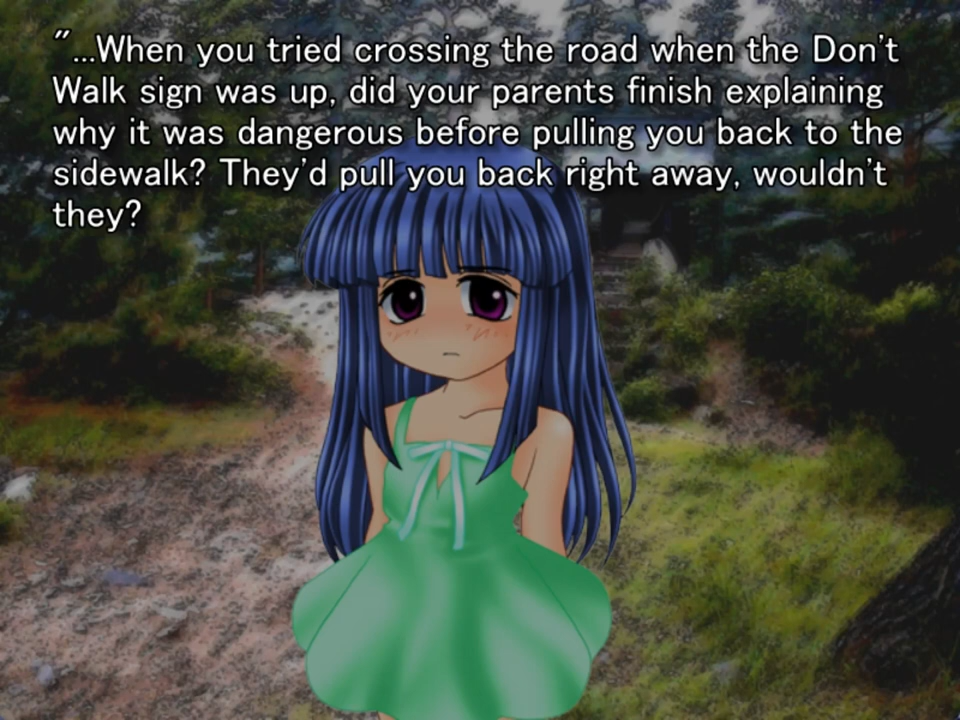 "...When you tried crossing the road when the Don't
Walk sign was up, did your parents finish explaining
why it was dangerous before pulling you back to the
sidewalk? They'd pull you back right away, wouldn't
they?